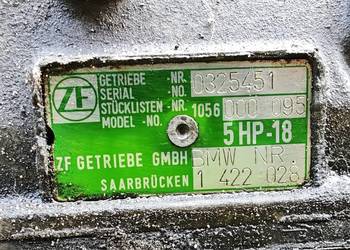 ZF
GETRIEBE -NR. 0325451
SERIAL -NO.
STÜCKLISTEN -NR. 1056 000 095
MODEL -NO. 5 HP-18
ZF GETRIEBE GMBH BMW NR.
SAARBRÜCKEN 1 422 028